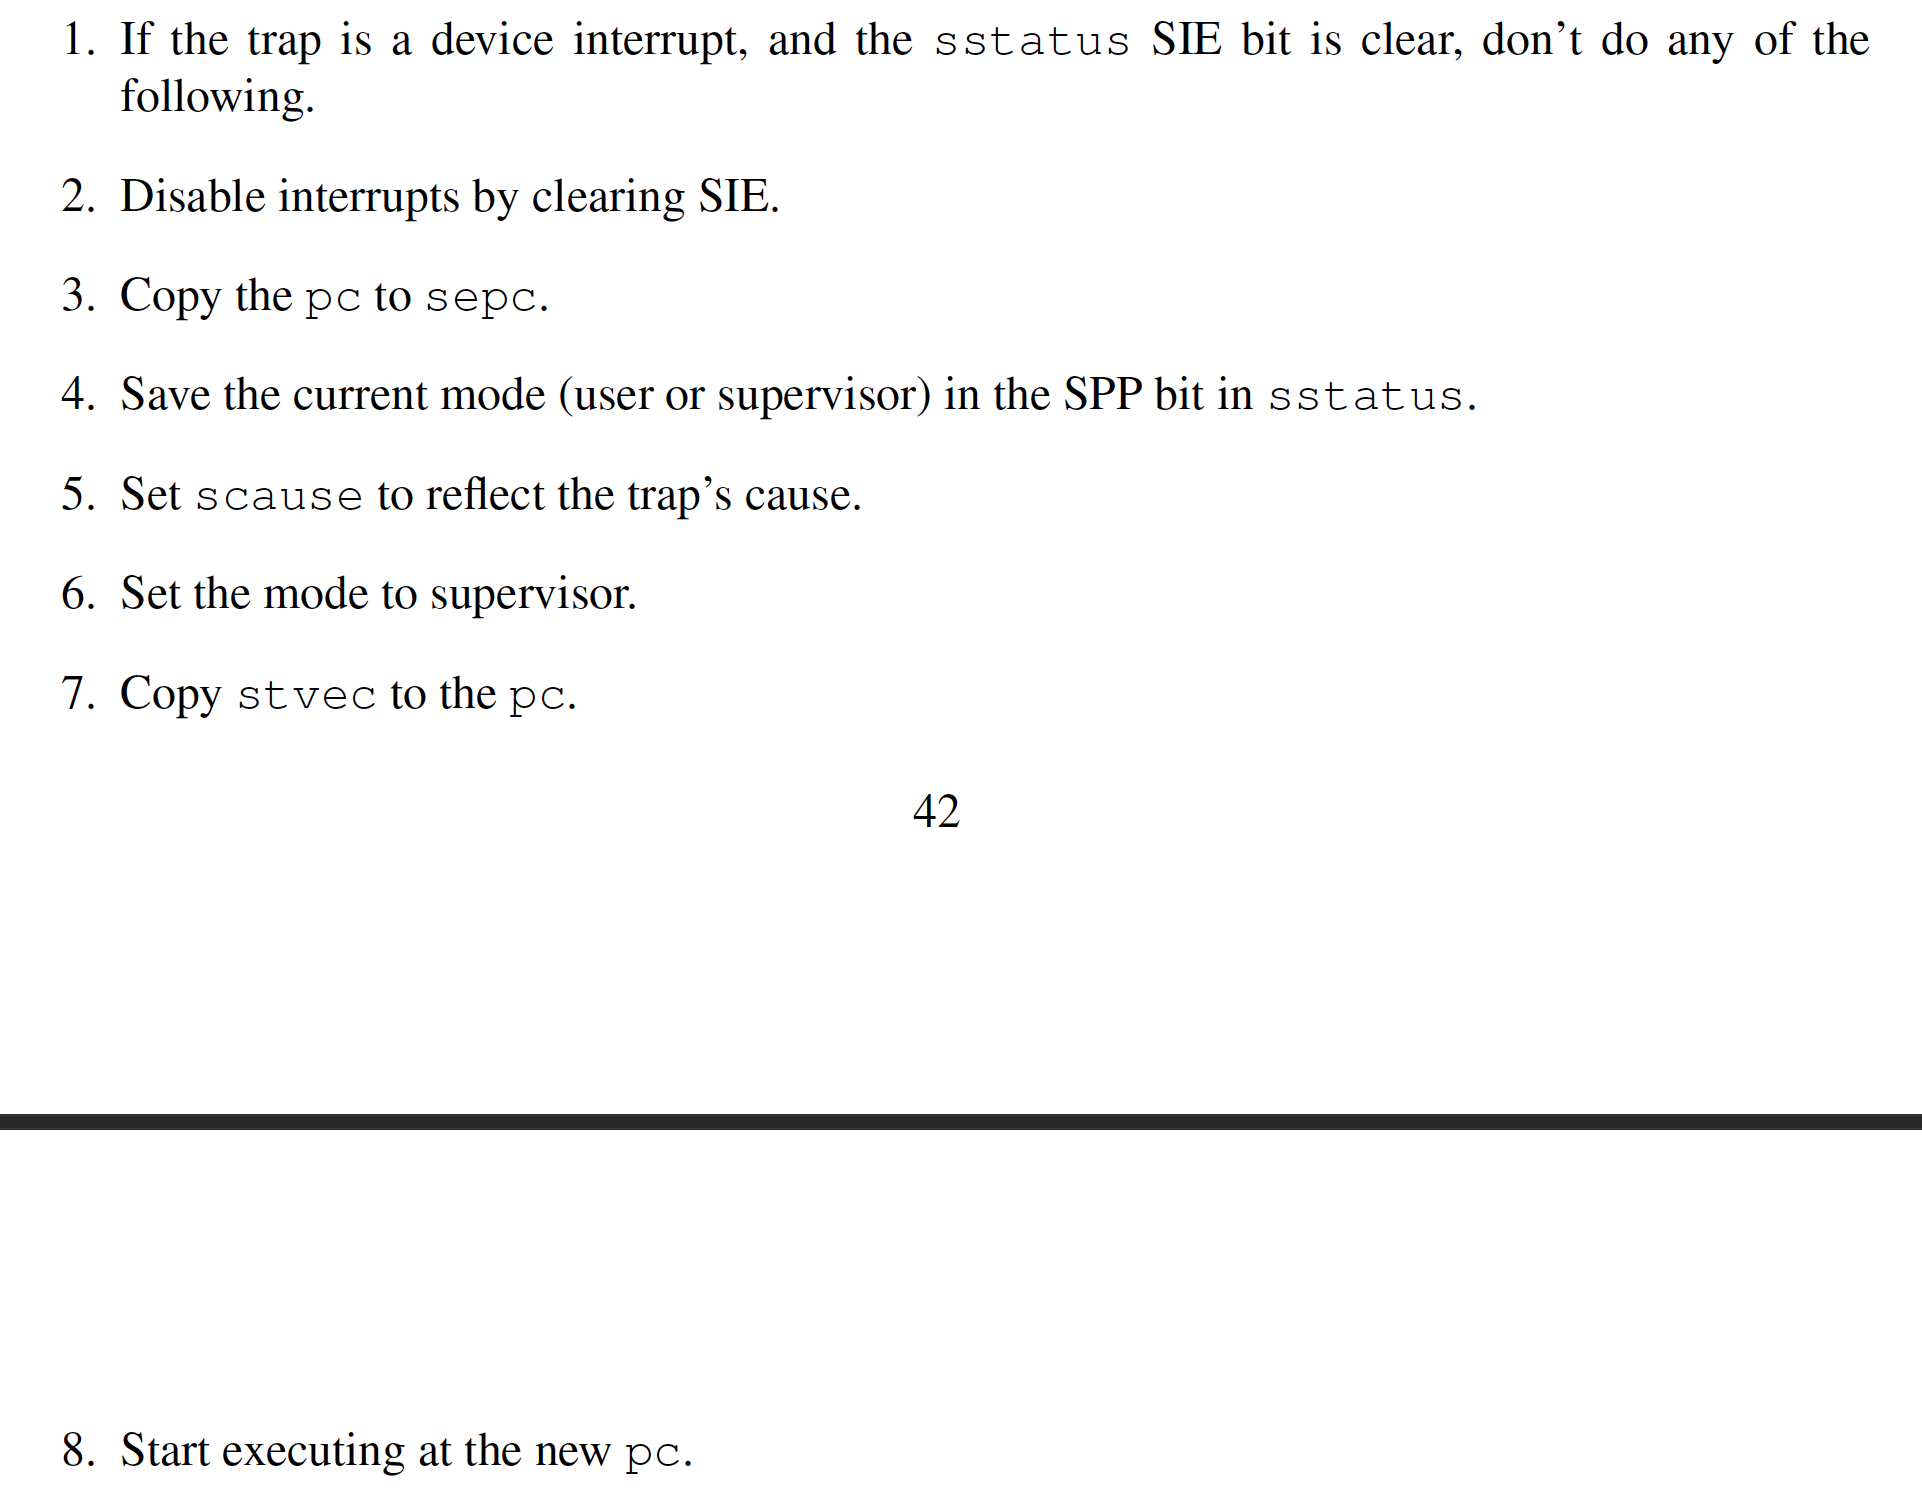 1. If the trap is a device interrupt, and the sstatus SIE bit is clear, don’t do any of the
following.
2. Disable interrupts by clearing SIE.
3. Copy the pc to sepc.
4. Save the current mode (user or supervisor) in the SPP bit in sstatus.
5. Set scause to reflect the trap’s cause.
6. Set the mode to supervisor.
7. Copy stvec to the pc.
42
8. Start executing at the new pc.